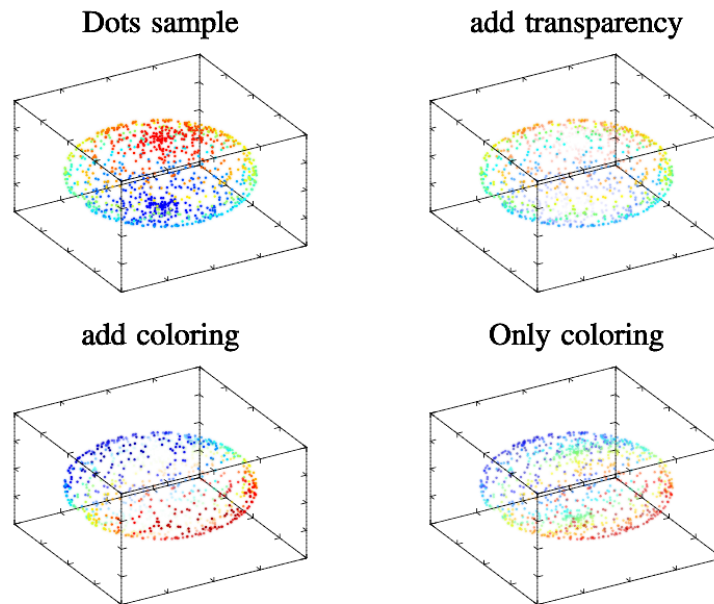 Dots sample
add transparency
add coloring
Only coloring